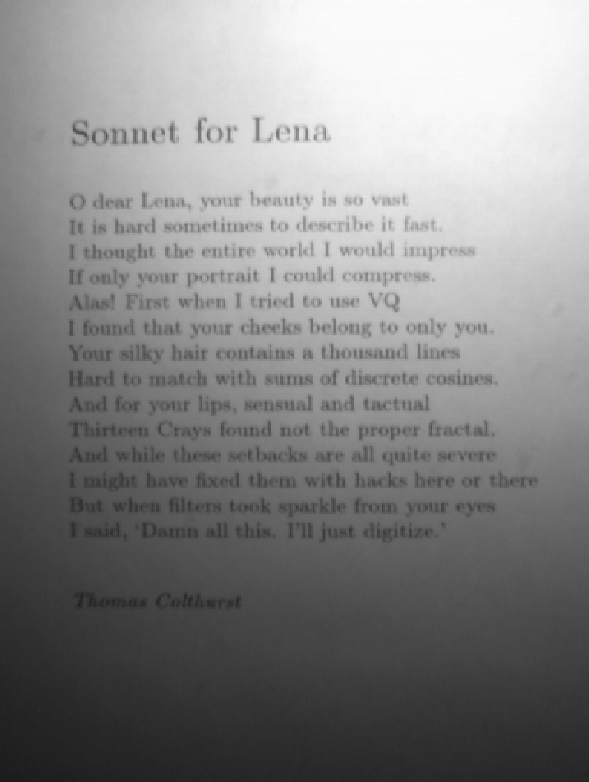 Sonnet for Lena
O dear Lena, your beauty is so vast
It is hard sometimes to describe it fast.
I thought the entire world I would impress
If only your portrait I could compress.
Alas! First when I tried to use VQ
I found that your cheeks belong to only you.
Your silky hair contains a thousand lines
Hard to match with sums of discrete cosines.
And for your lips, sensual and tactual
Thirteen Crays found not the proper fractal.
And while these setbacks are all quite severe
I might have fixed them with hacks here or there
But when filters took sparkle from your eyes
I said, ‘Damn all this. I'll just digitize.’
Thomas Colthurst